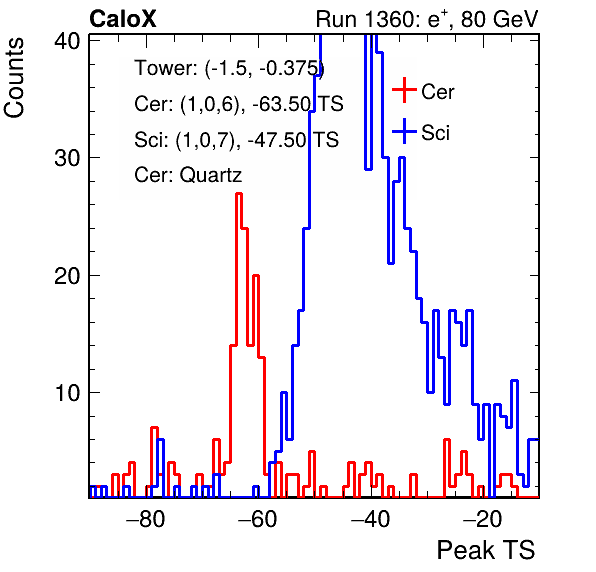 CaloX Run 1360: e⁺, 80 GeV
Counts
40
30
20
10
Tower: (-1.5, -0.375)
Cer: (1,0,6), -63.50 TS
Sci: (1,0,7), -47.50 TS
Cer: Quartz
Cer
Sci
−80 −60 −40 −20
Peak TS